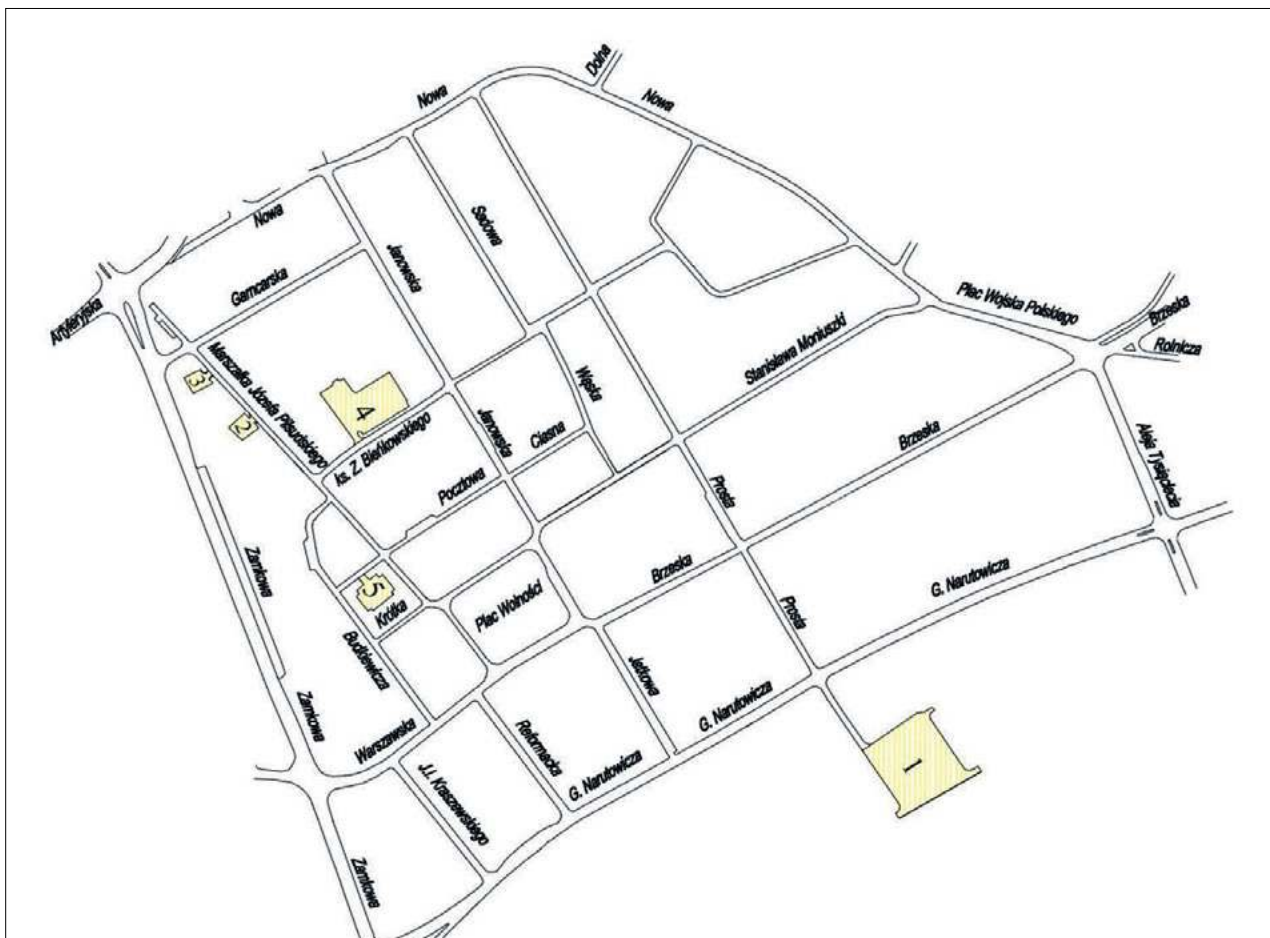 Dolna
Nowa
Nowa
Nowa
Sadowa
Janowska
Garncarska
Artyleryjska
Plac Wojska Polskiego
Brzeska
Rolnicza
Stanisława Moniuszki
Marszałka Józefa Piłsudskiego
3
2
4
Wąska
Ciasna
Janowska
ks. Z. Bieńkowskiego
Pocztowa
Brzeska
Aleja Tysiąclecia
Prosta
Zamkowa
5
Krótka
Plac Wolności
Brzeska
G. Narutowicza
Prosta
Budkiewicza
Jatkowa
G. Narutowicza
Zamkowa
Warszawska
Reformacka
G. Narutowicza
J.I. Kraszewskiego
1
Zamkowa